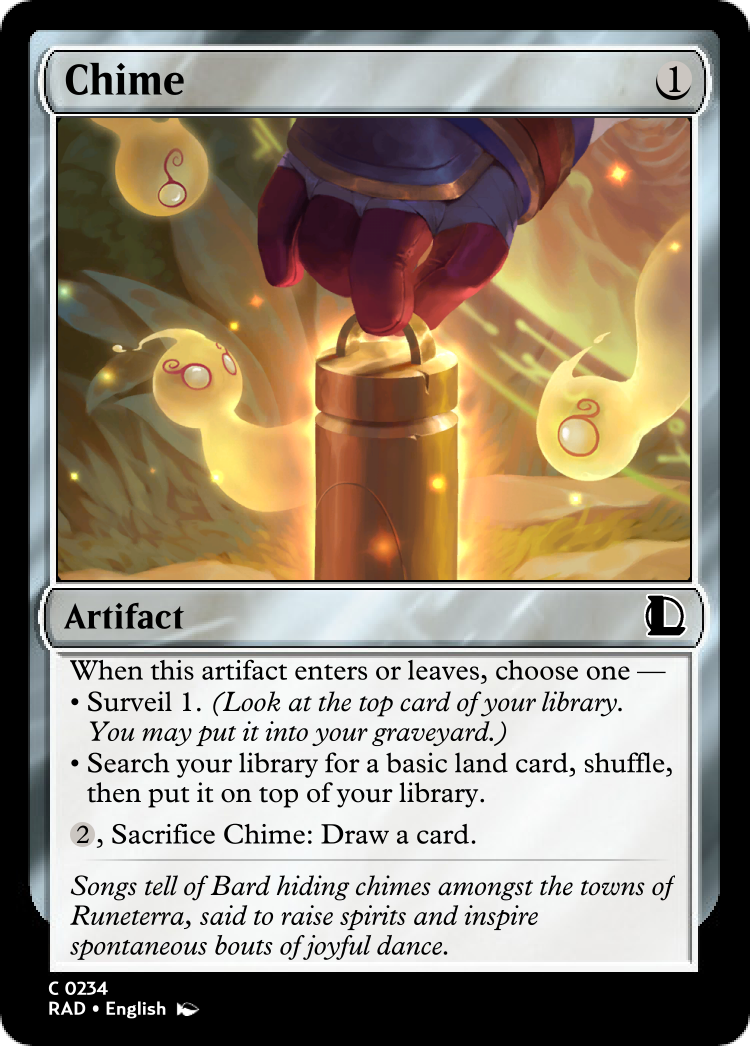 Chime
1
Artifact
When this artifact enters or leaves, choose one —
• Surveil 1. (Look at the top card of your library.
You may put it into your graveyard.)
• Search your library for a basic land card, shuffle,
then put it on top of your library.
2, Sacrifice Chime: Draw a card.
Songs tell of Bard hiding chimes amongst the towns of
Runeterra, said to raise spirits and inspire
spontaneous bouts of joyful dance.
C 0234
RAD • English